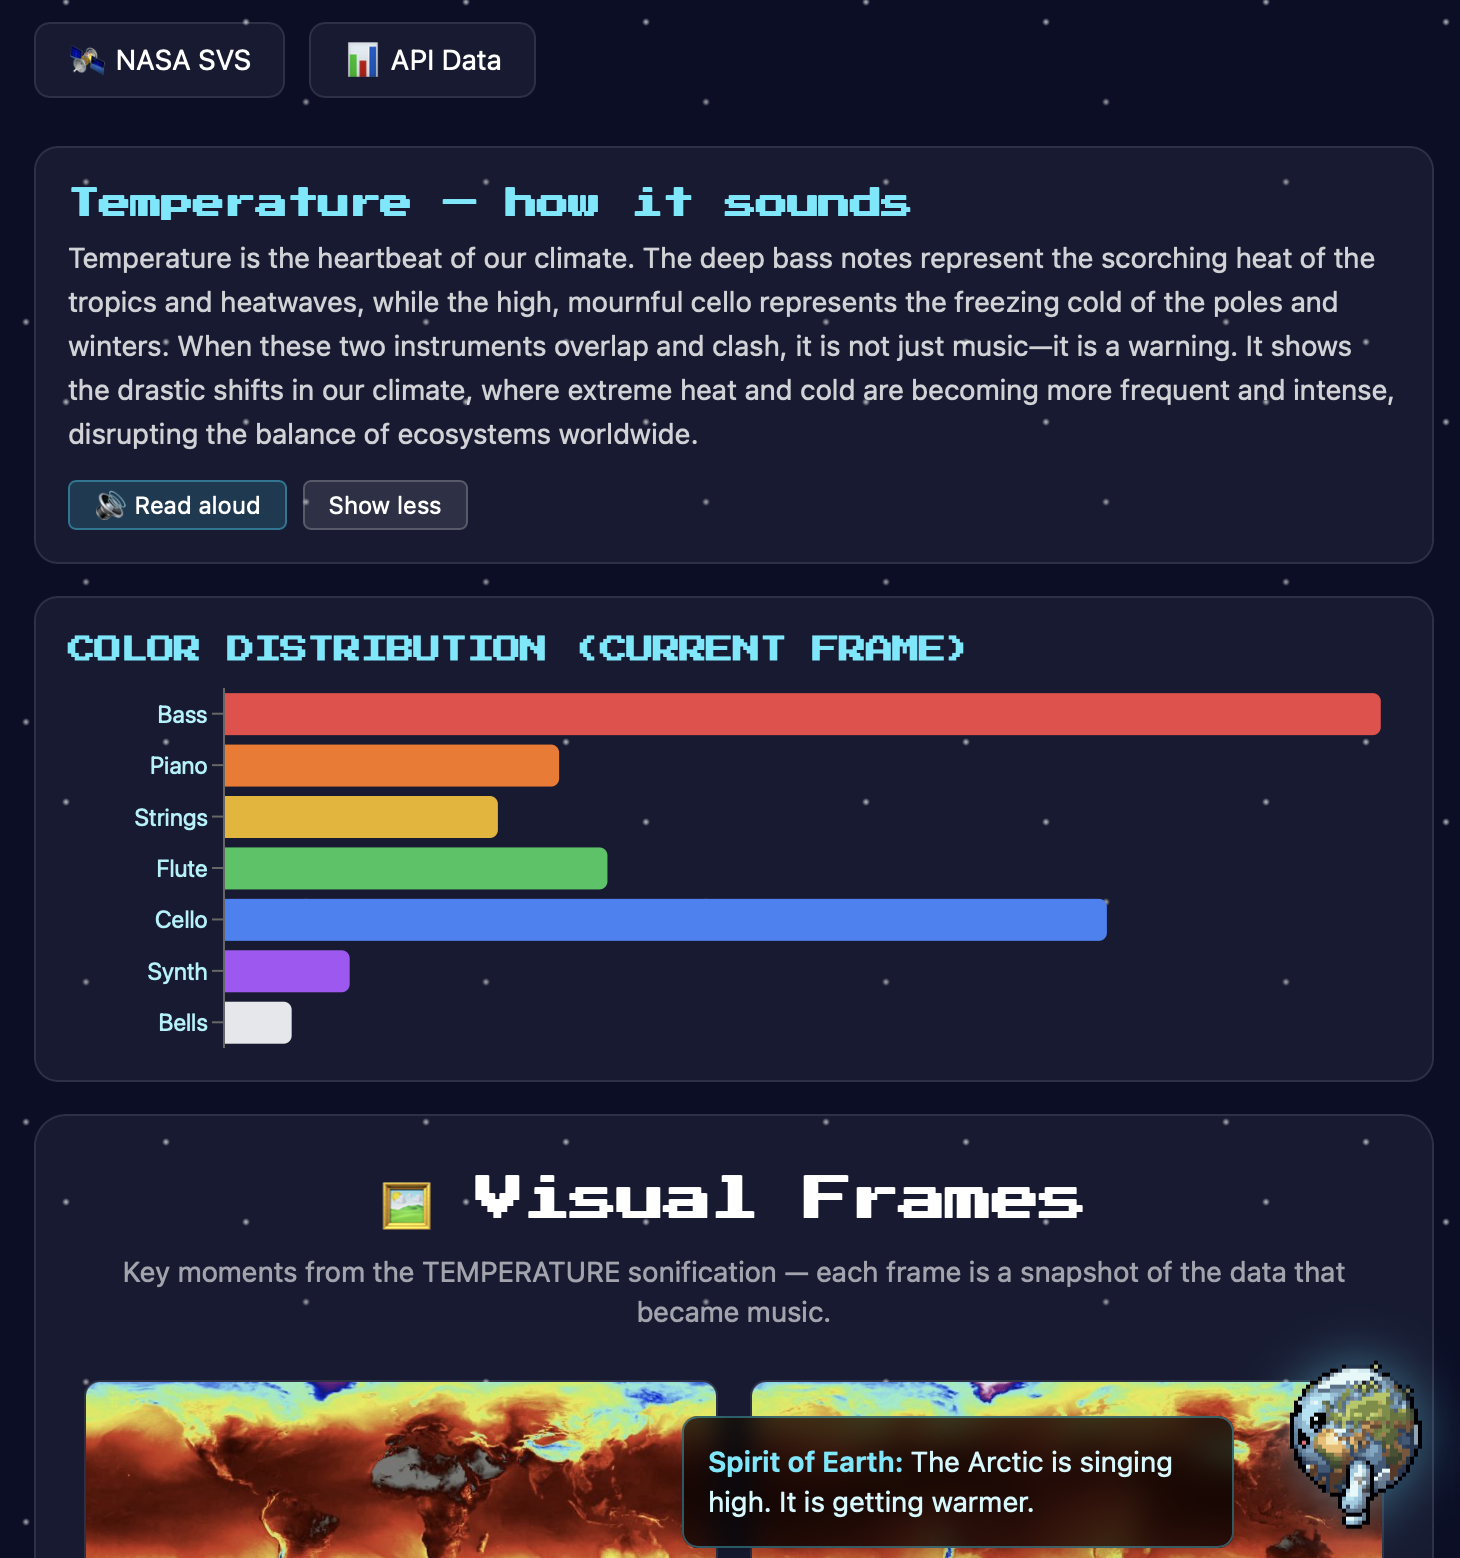 NASA SVS
API Data
Temperature — how it sounds
Temperature is the heartbeat of our climate. The deep bass notes represent the scorching heat of the
tropics and heatwaves, while the high, mournful cello represents the freezing cold of the poles and
winters. When these two instruments overlap and clash, it is not just music—it is a warning. It shows
the drastic shifts in our climate, where extreme heat and cold are becoming more frequent and intense,
disrupting the balance of ecosystems worldwide.
Read aloud
Show less
COLOR DISTRIBUTION (CURRENT FRAME)
Bass
Piano
Strings
Flute
Cello
Synth
Bells
Visual Frames
Key moments from the TEMPERATURE sonification — each frame is a snapshot of the data that
became music.
Spirit of Earth: The Arctic is singing
high. It is getting warmer.